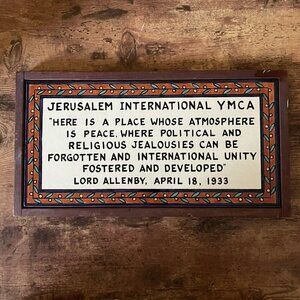 JERUSALEM INTERNATIONAL YMCA
"HERE IS A PLACE WHOSE ATMOSPHERE
IS PEACE, WHERE POLITICAL AND
RELIGIOUS JEALOUSIES CAN BE
FORGOTTEN AND INTERNATIONAL UNITY
FOSTERED AND DEVELOPED"
LORD ALLENBY, APRIL 18, 1933